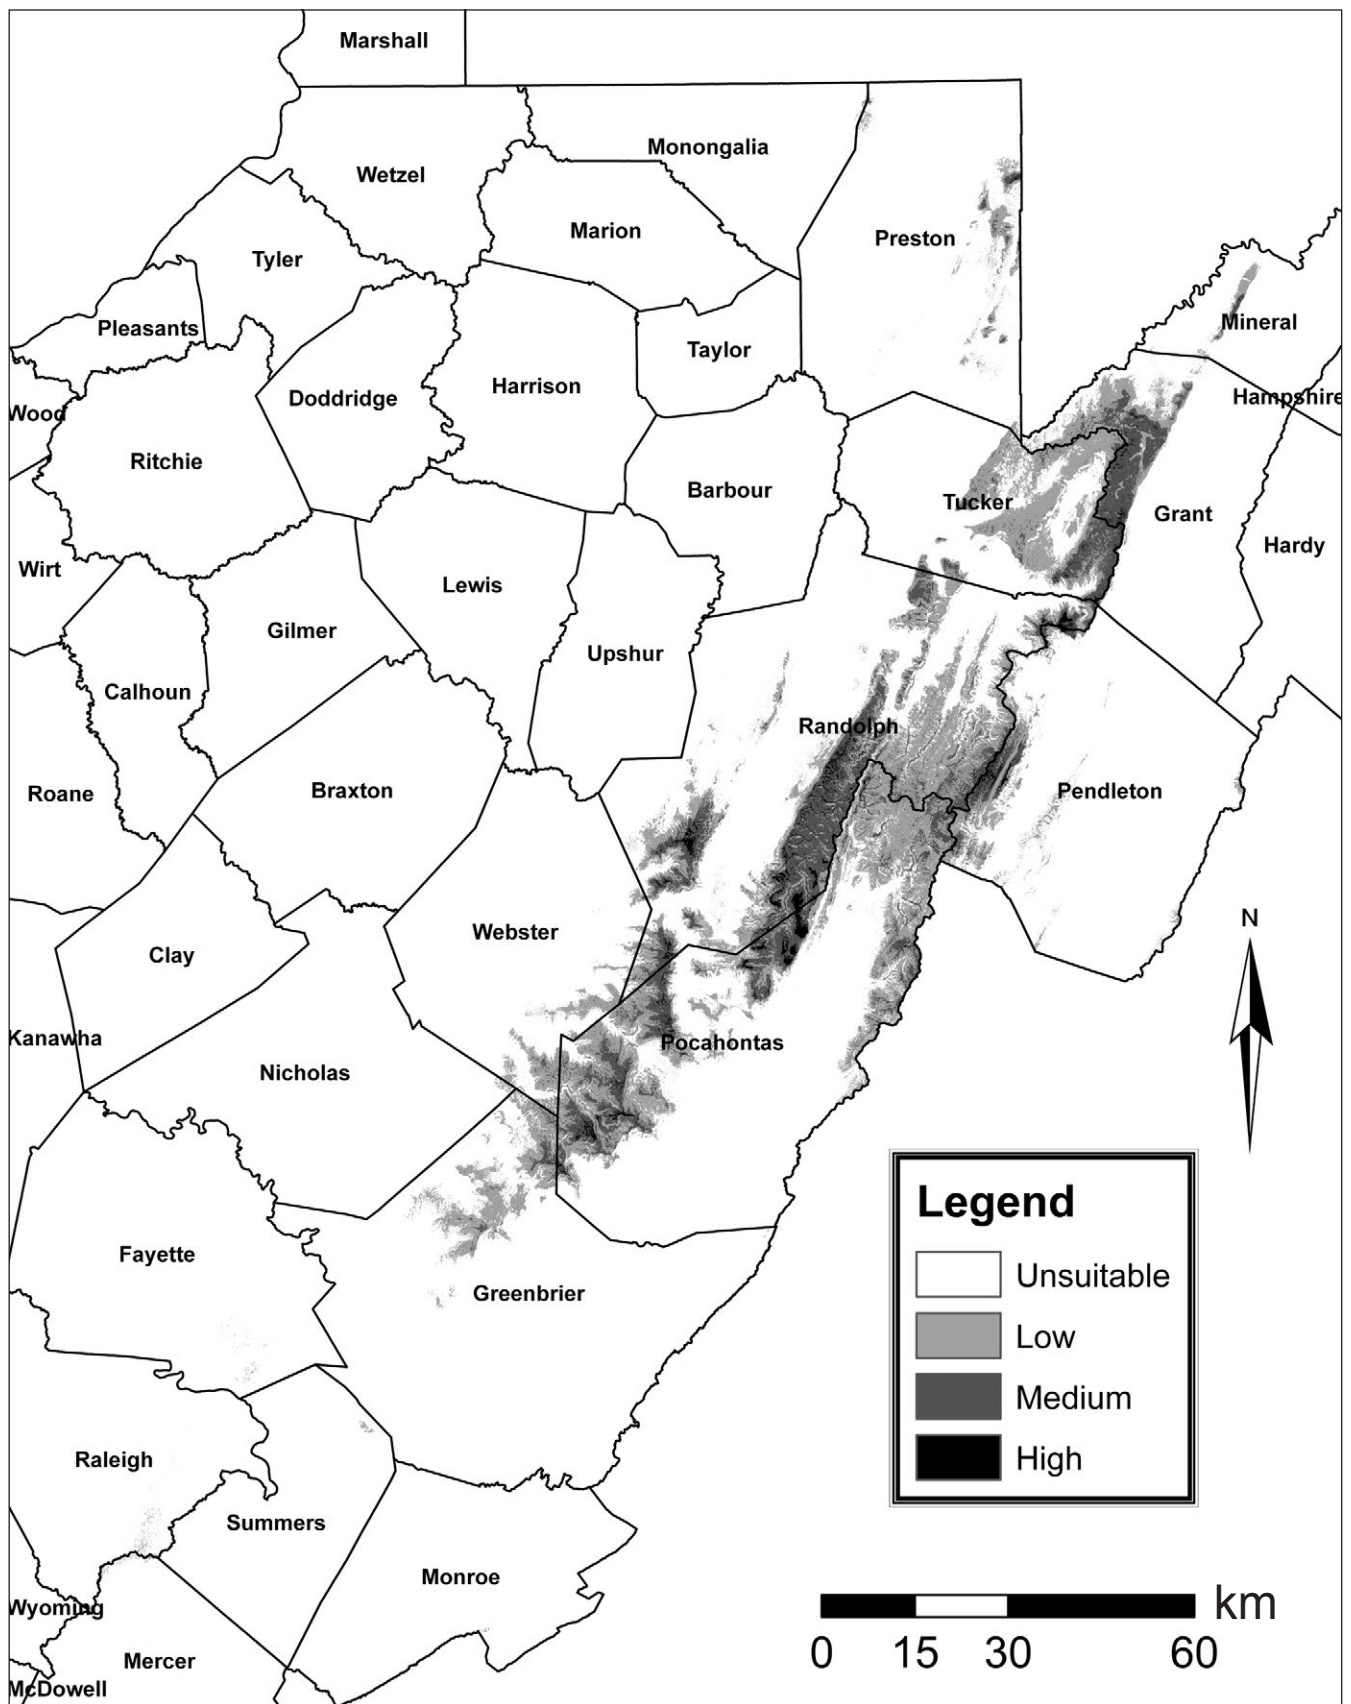 Marshall
Monongalia
Wetzel
Marion
Preston
Tyler
Mineral
Pleasants
Taylor
Harrison
Doddridge
Hampshire
Wood
Ritchie
Barbour
Tucker
Grant
Hardy
Wirt
Lewis
Gilmer
Upshur
Calhoun
Randolph
Roane
Braxton
Pendleton
Webster
N
Clay
Kanawha
Pocahontas
Nicholas
Legend
Unsuitable
Low
Medium
High
Fayette
Greenbrier
Raleigh
Summers
Monroe
Wyoming
Mercer
McDowell
km
0 15 30 60